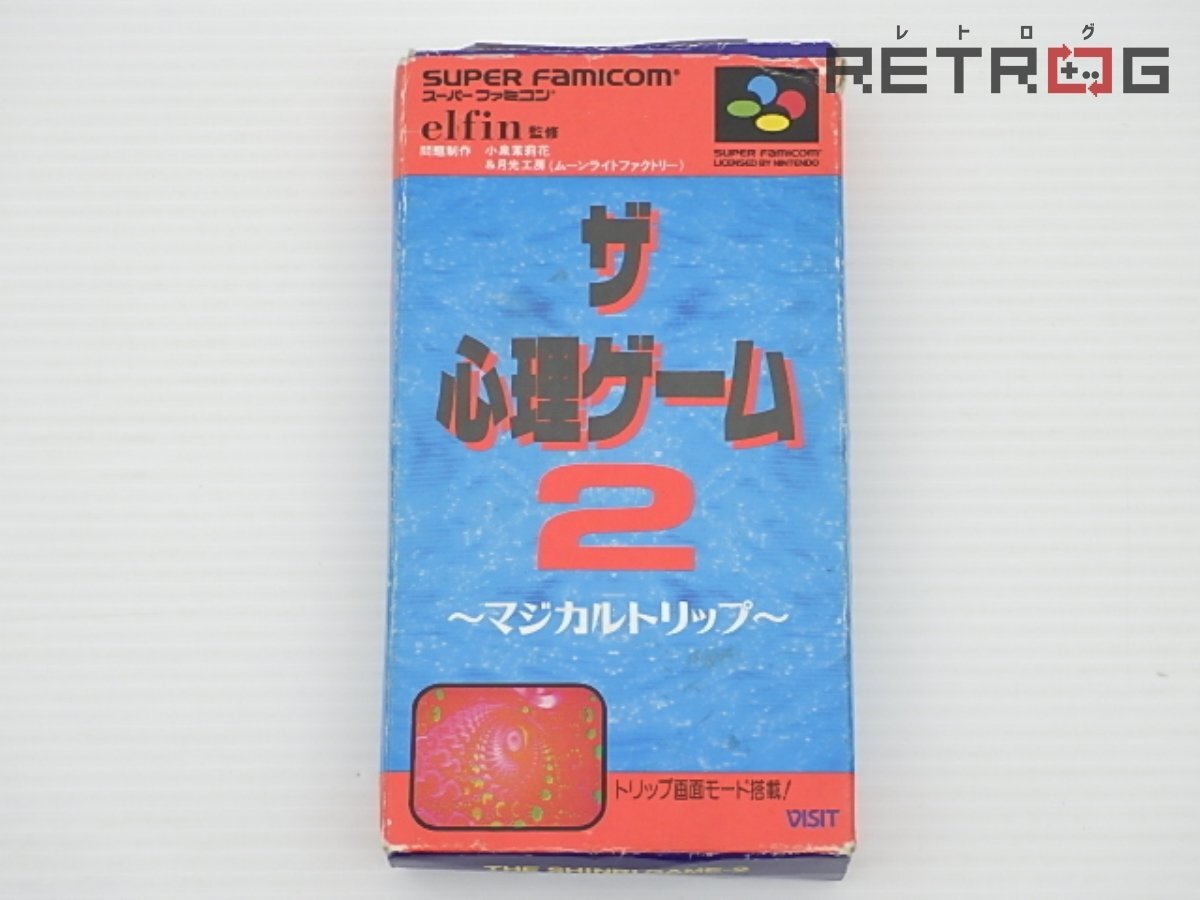 レトログ
RETROG
SUPER FAMICOM
スーパーファミコン
elfin 監修
問題制作 小泉茉莉花
&月光工房(ムーンライトファクトリー)
SUPER FAMICOM
LICENSED BY NINTENDO
ザ
心理ゲーム
2
～マジカルトリップ～
トリップ画面モード搭載!
VISIT
THE SHINRI GAME-2